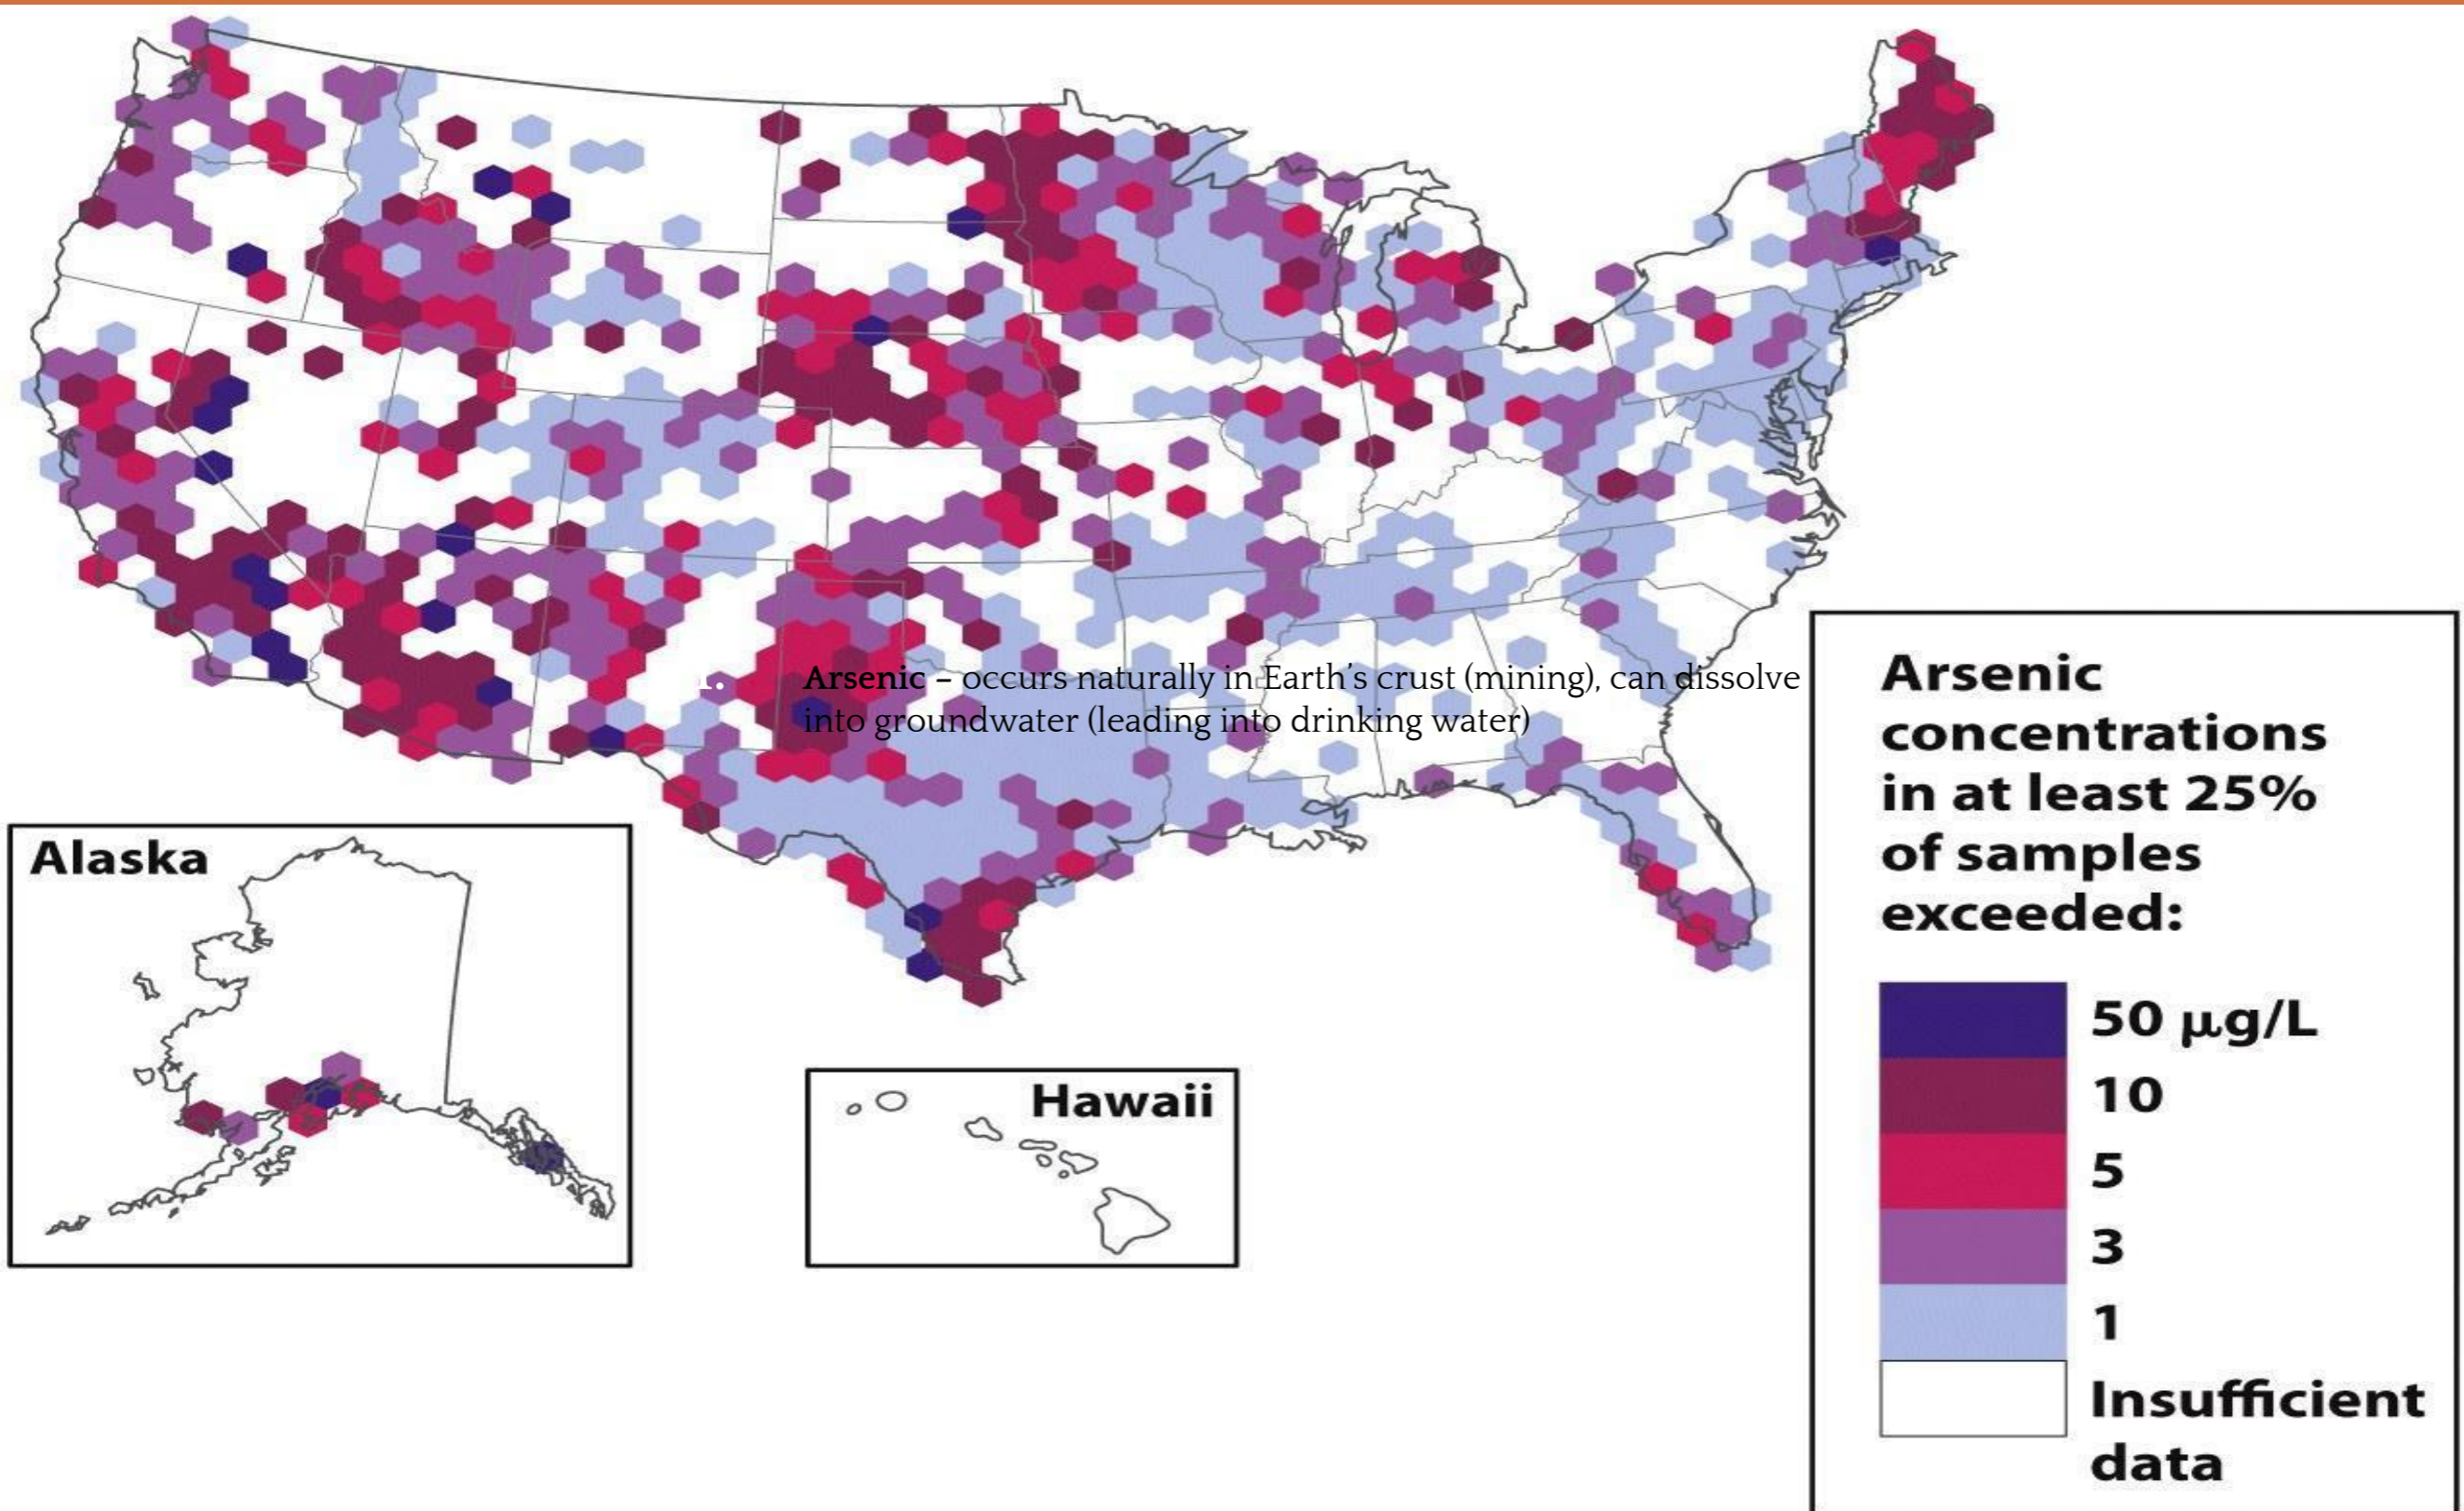 1. Arsenic – occurs naturally in Earth's crust (mining), can dissolve
into groundwater (leading into drinking water)
Alaska
Hawaii
Arsenic
concentrations
in at least 25%
of samples
exceeded:
50 µg/L
10
5
3
1
Insufficient
data